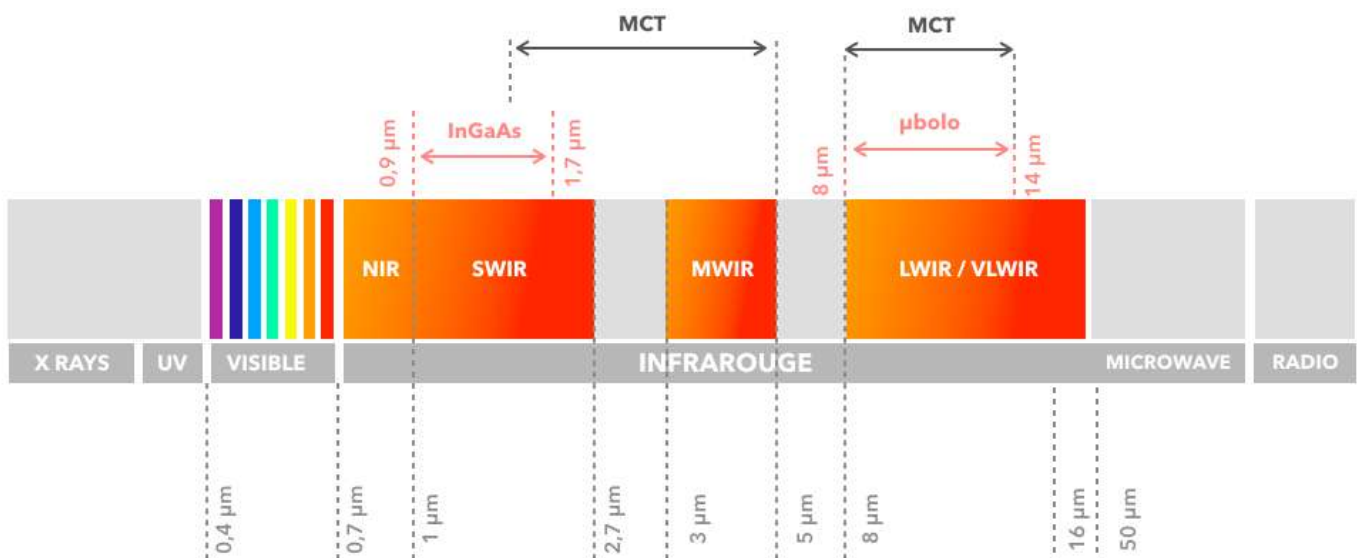 MCT
MCT
InGaAs
µbolo
0,9 µm
1,7 µm
8 µm
14 µm
NIR
SWIR
MWIR
LWIR / VLWIR
X RAYS
UV
VISIBLE
INFRAROUGE
MICROWAVE
RADIO
0,4 µm
0,7 µm
1 µm
2,7 µm
3 µm
5 µm
8 µm
16 µm
50 µm